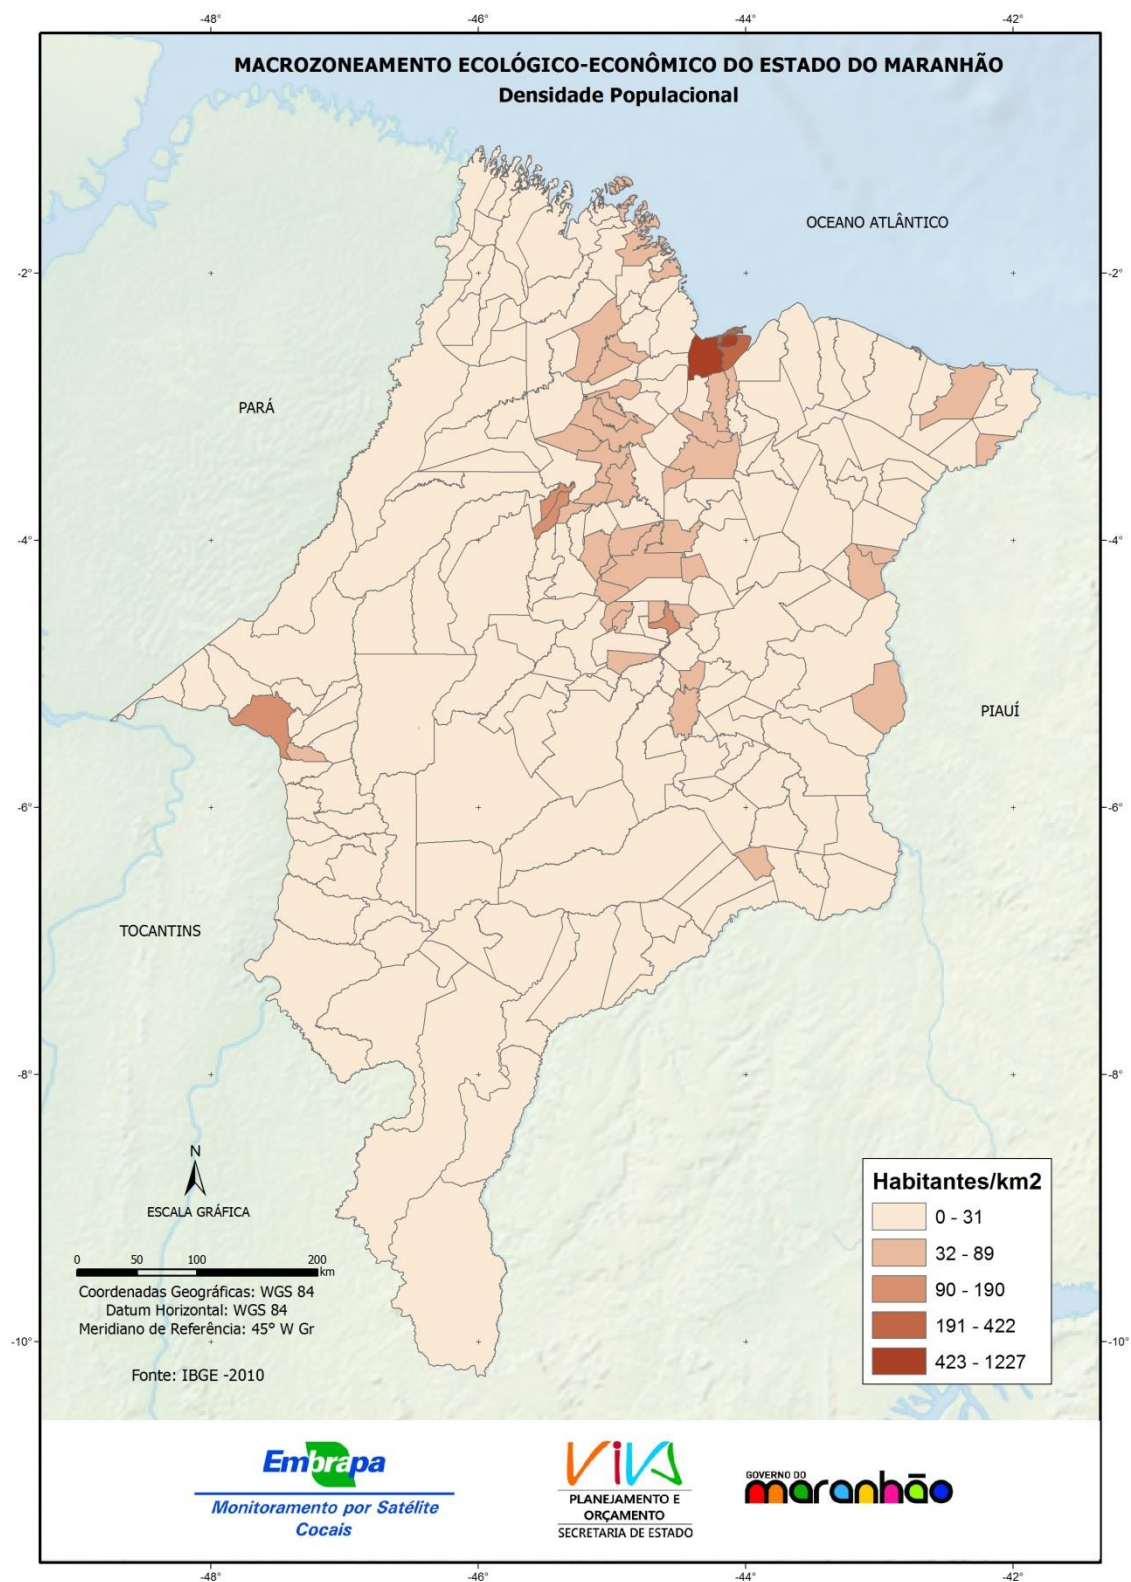 -48°
-46°
-44°
-42°
MACROZONEAMENTO ECOLÓGICO-ECONÔMICO DO ESTADO DO MARANHÃO
Densidade Populacional
OCEANO ATLÂNTICO
-2°
-2°
PARÁ
-4°
-4°
PIAUÍ
-6°
-6°
TOCANTINS
-8°
-8°
N
ESCALA GRÁFICA
0 50 100 200
km
Coordenadas Geográficas: WGS 84
Datum Horizontal: WGS 84
Meridiano de Referência: 45° W Gr
Fonte: IBGE -2010
Habitantes/km2
0 - 31
32 - 89
90 - 190
191 - 422
423 - 1227
-10°
-10°
Embrapa
Monitoramento por Satélite
Cocais
VIVA
PLANEJAMENTO E
ORÇAMENTO
SECRETARIA DE ESTADO
GOVERNO DO
maranhão
-48°
-46°
-44°
-42°